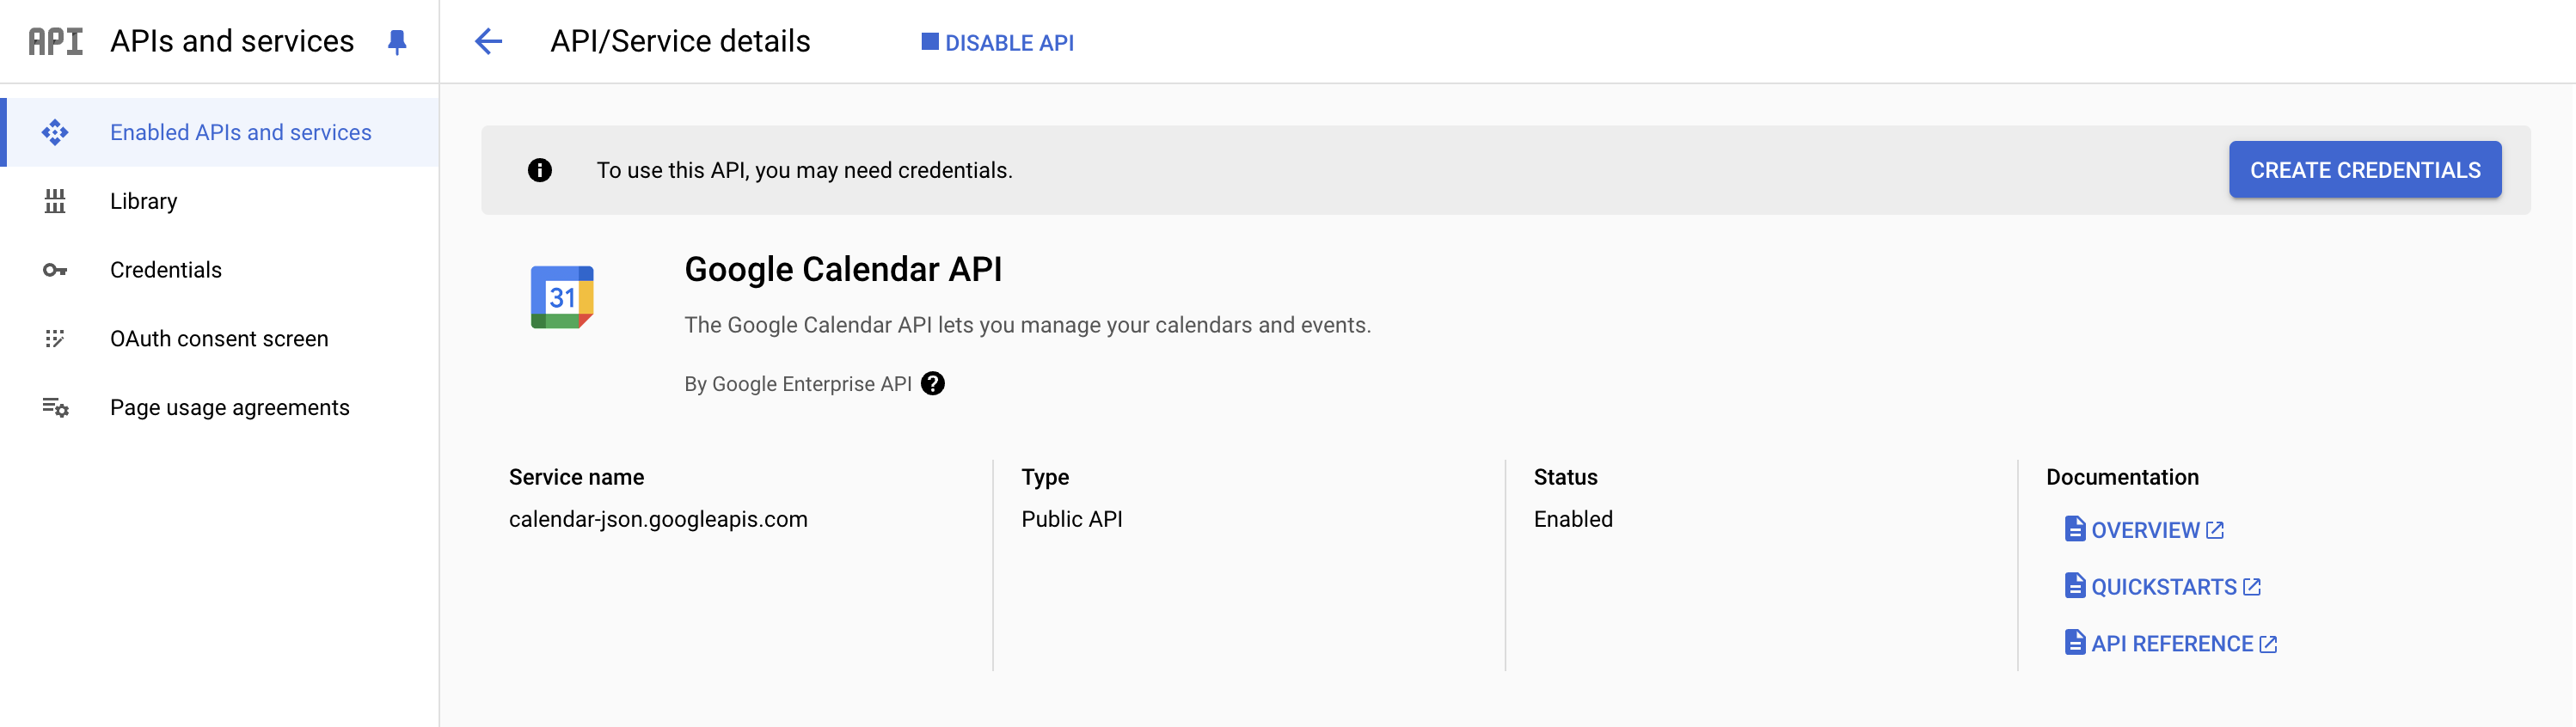 API APIs and services
Enabled APIs and services
Library
Credentials
OAuth consent screen
Page usage agreements
API/Service details
DISABLE API
To use this API, you may need credentials.
CREATE CREDENTIALS
31
Google Calendar API
The Google Calendar API lets you manage your calendars and events.
By Google Enterprise API
Service name
calendar-json.googleapis.com
Type
Public API
Status
Enabled
Documentation
OVERVIEW
QUICKSTARTS
API REFERENCE